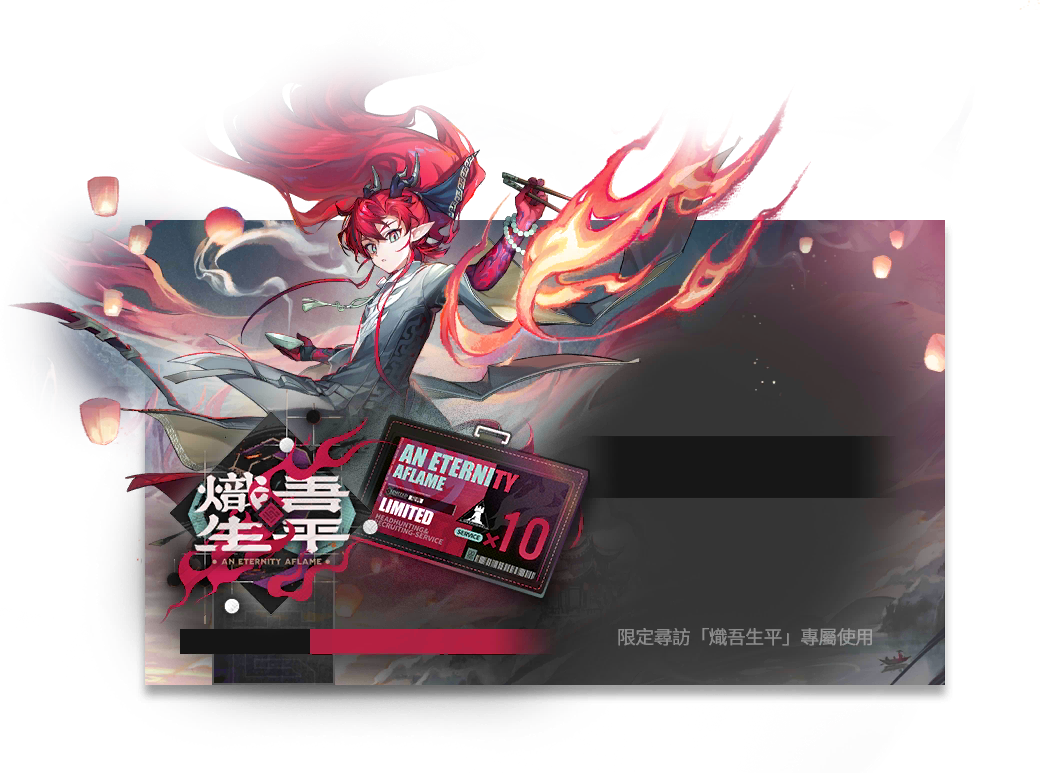 熾吾
生平
AN ETERNITY AFLAME
AN ETERNITY
AFLAME
LIMITED
HEADHUNTING&
RECRUITING-SERVICE
SERVICE
×10
限定尋訪「熾吾生平」專屬使用